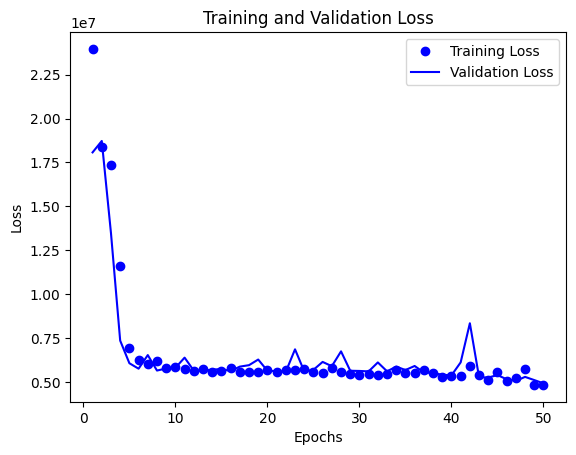 Training and Validation Loss
1e7
Training Loss
Validation Loss
2.25
2.00
1.75
1.50
1.25
1.00
0.75
0.50
Loss
0
10
20
30
40
50
Epochs